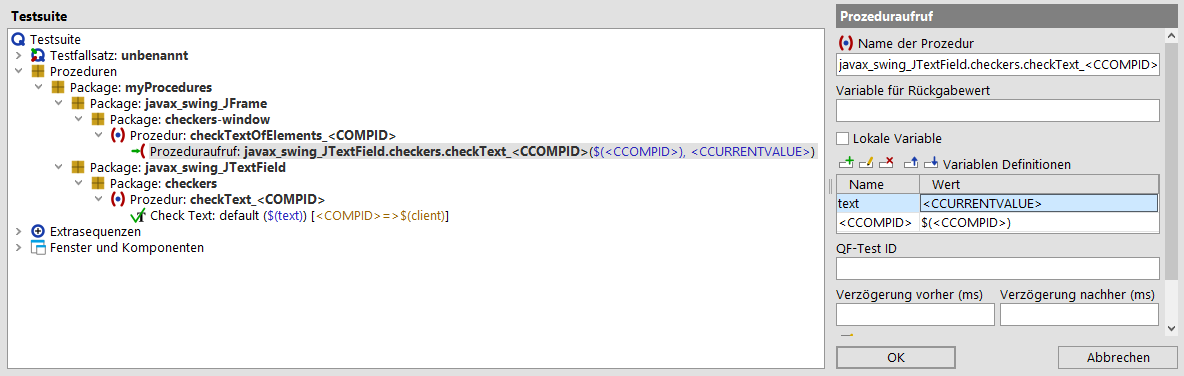 Testsuite
Testsuite
Testfallsatz: unbenannt
Prozeduren
Package: myProcedures
Package: javax_swing_JFrame
Package: checkers-window
Prozedur: checkTextOfElements_<COMPID>
Prozeduraufruf: javax_swing_JTextField.checkers.checkText_<CCOMPID>($(<CCOMPID>), <CCURRENTVALUE>)
Package: javax_swing_JTextField
Package: checkers
Prozedur: checkText_<COMPID>
Check Text: default ($(text)) [<COMPID>=>$(client)]
Extrasequenzen
Fenster und Komponenten
Prozeduraufruf
Name der Prozedur
javax_swing_JTextField.checkers.checkText_<CCOMPID>
Variable für Rückgabewert
Lokale Variable
Variablen Definitionen
Name Wert
text <CCURRENTVALUE>
<CCOMPID> $(<CCOMPID>)
QF-Test ID
Verzögerung vorher (ms) Verzögerung nachher (ms)
OK Abbrechen